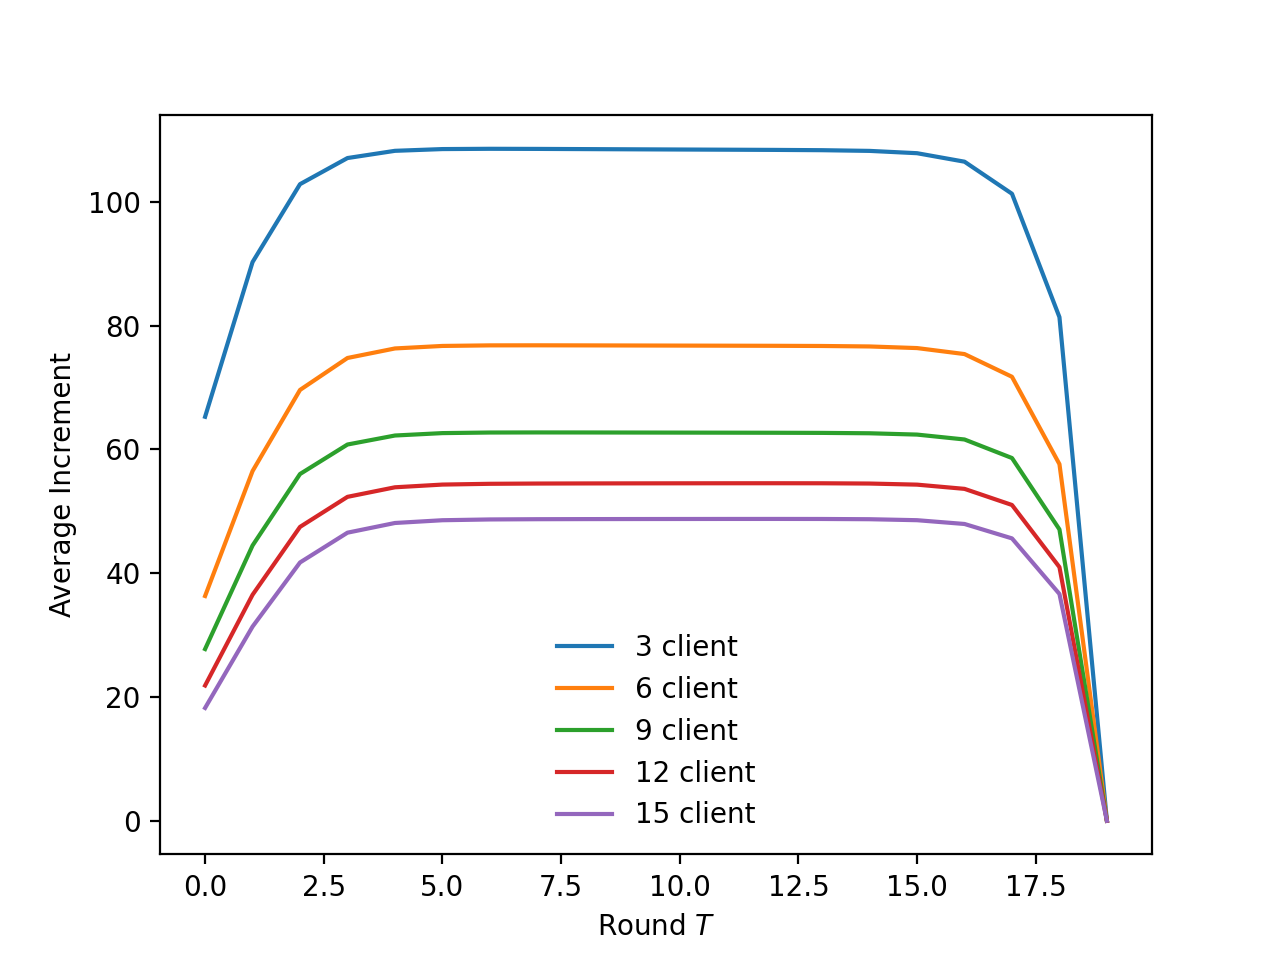 100
80
60
40
20
0
Average Increment
3 client
6 client
9 client
12 client
15 client
0.0 2.5 5.0 7.5 10.0 12.5 15.0 17.5
Round T